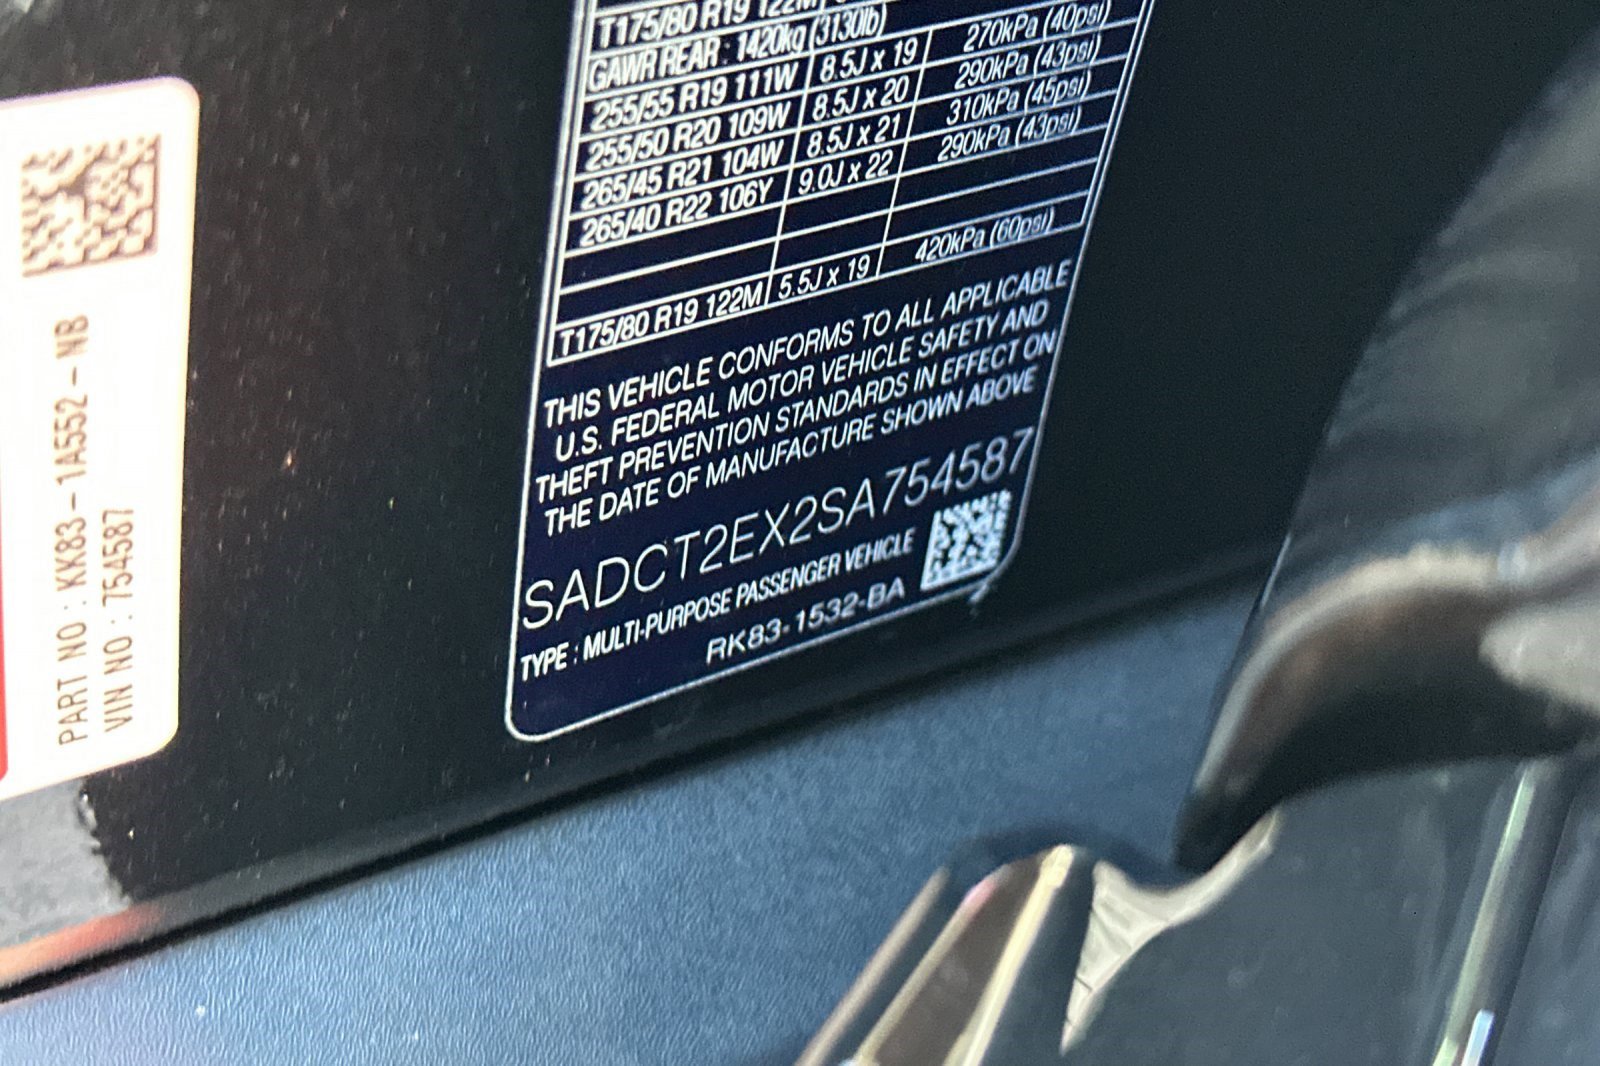 PART NO : KK83-1A552-NB
VIN NO : 754587
T175/80 R19 122M
GAWR REAR : 1420kg (3130lb)
255/55 R19 111W 8.5J x 19 270kPa (40psi)
255/50 R20 109W 8.5J x 20 290kPa (43psi)
265/45 R21 104W 8.5J x 21 310kPa (45psi)
265/40 R22 106Y 9.0J x 22 290kPa (43psi)
T175/80 R19 122M 5.5J x 19 420kPa (60psi)
THIS VEHICLE CONFORMS TO ALL APPLICABLE
U.S. FEDERAL MOTOR VEHICLE SAFETY AND
THEFT PREVENTION STANDARDS IN EFFECT ON
THE DATE OF MANUFACTURE SHOWN ABOVE
SADCT2EX2SA754587
TYPE : MULTI-PURPOSE PASSENGER VEHICLE
RK83-1532-BA